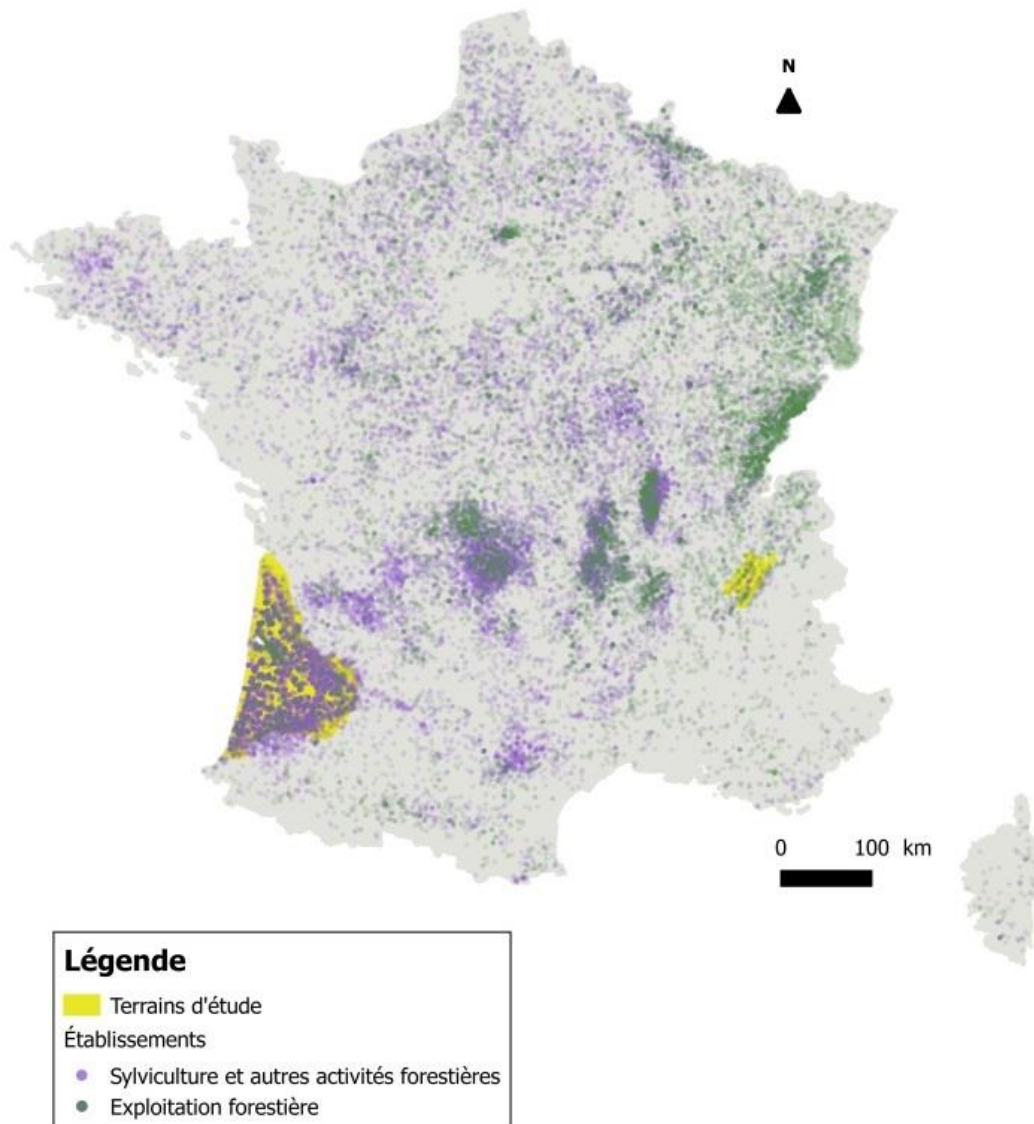 N
0 100 km
Légende
Terrains d'étude
Établissements
Sylviculture et autres activités forestières
Exploitation forestière